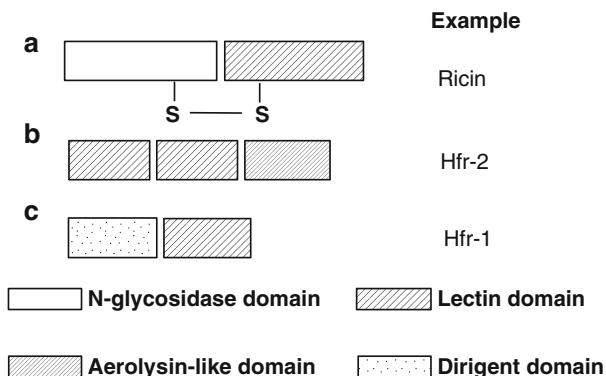 Example
a
Ricin
S S
b
Hfr-2
c
Hfr-1
N-glycosidase domain Lectin domain
Aerolysin-like domain Dirigent domain